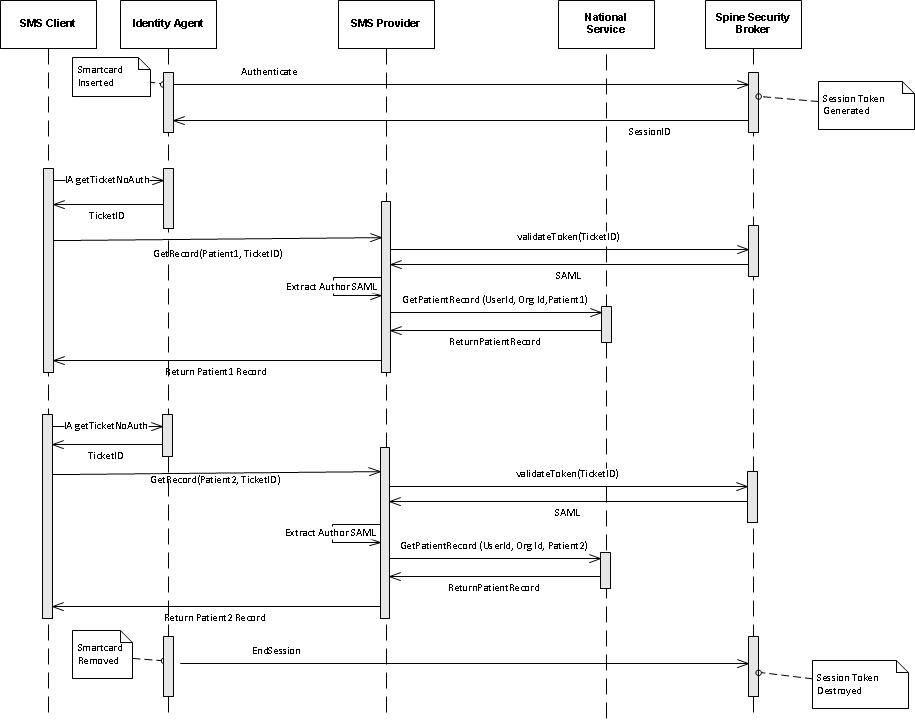 SMS Client
Identity Agent
SMS Provider
National
Service
Spine Security
Broker
Smartcard
Inserted
Authenticate
Session Token
Generated
SessionID
IA getTicketNoAuth
TicketID
GetRecord(Patient1, TicketID)
validateToken(TicketID)
SAML
Extract Author SAML
GetPatientRecord (UserId, Org Id,Patient1)
ReturnPatientRecord
Return Patient1 Record
IA getTicketNoAuth
TicketID
GetRecord(Patient2, TicketID)
validateToken(TicketID)
SAML
Extract Author SAML
GetPatientRecord (UserId, Org Id, Patient2)
ReturnPatientRecord
Return Patient2 Record
Smartcard
Removed
EndSession
Session Token
Destroyed